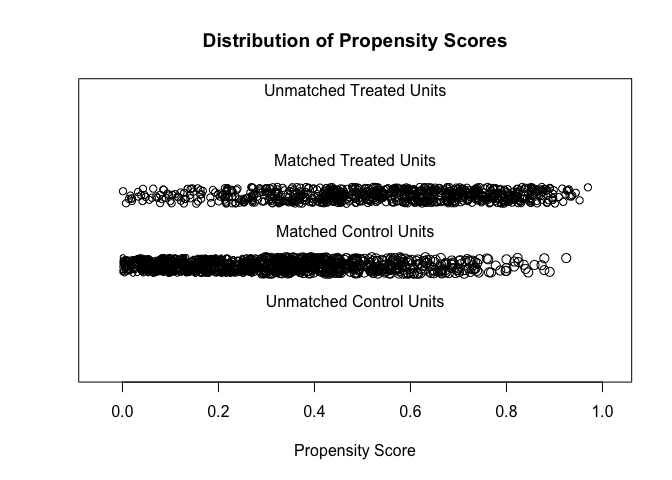 Distribution of Propensity Scores
Unmatched Treated Units
Matched Treated Units
Matched Control Units
Unmatched Control Units
0.0 0.2 0.4 0.6 0.8 1.0
Propensity Score